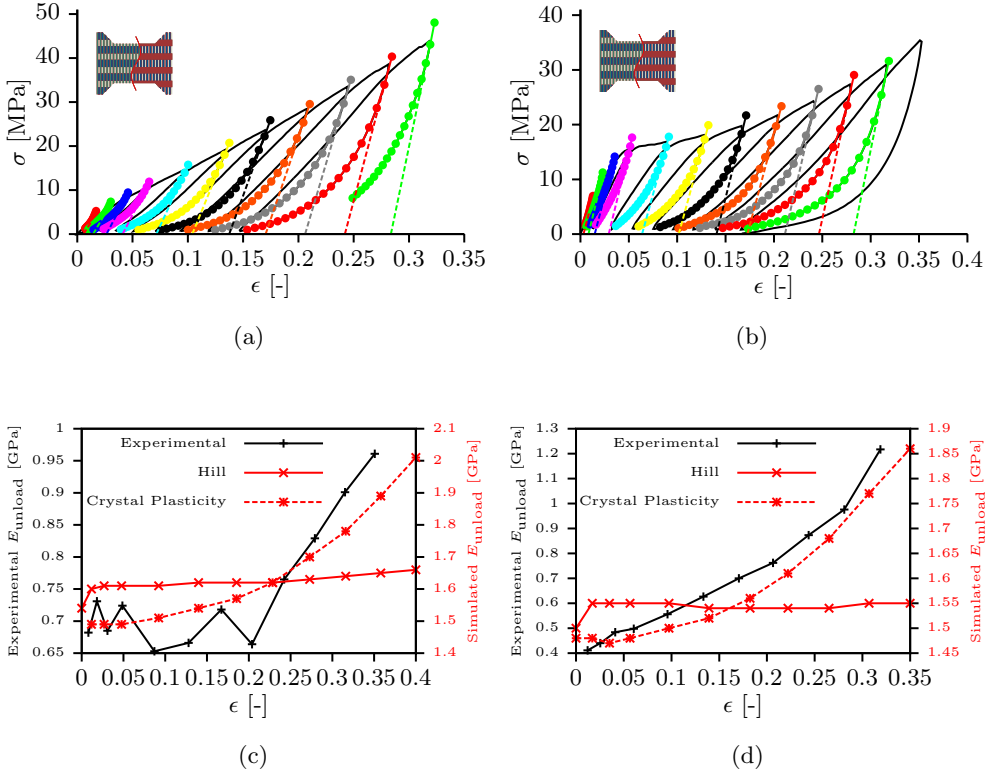 50
40
30
20
10
0
σ [MPa]
0 0.05 0.1 0.15 0.2 0.25 0.3 0.35
ϵ [-]
(a)
40
30
20
10
0
σ [MPa]
0 0.05 0.1 0.15 0.2 0.25 0.3 0.35 0.4
ϵ [-]
(b)
1
0.95
0.9
0.85
0.8
0.75
0.7
0.65
Experimental Eunload [GPa]
Experimental
Hill
Crystal Plasticity
2.1
2
1.9
1.8
1.7
1.6
1.5
1.4
Simulated Eunload [GPa]
0 0.05 0.1 0.15 0.2 0.25 0.3 0.35 0.4
ϵ [-]
(c)
1.3
1.2
1.1
1
0.9
0.8
0.7
0.6
0.5
0.4
Experimental Eunload [GPa]
Experimental
Hill
Crystal Plasticity
1.9
1.85
1.8
1.75
1.7
1.65
1.6
1.55
1.5
1.45
Simulated Eunload [GPa]
0 0.05 0.1 0.15 0.2 0.25 0.3 0.35
ϵ [-]
(d)